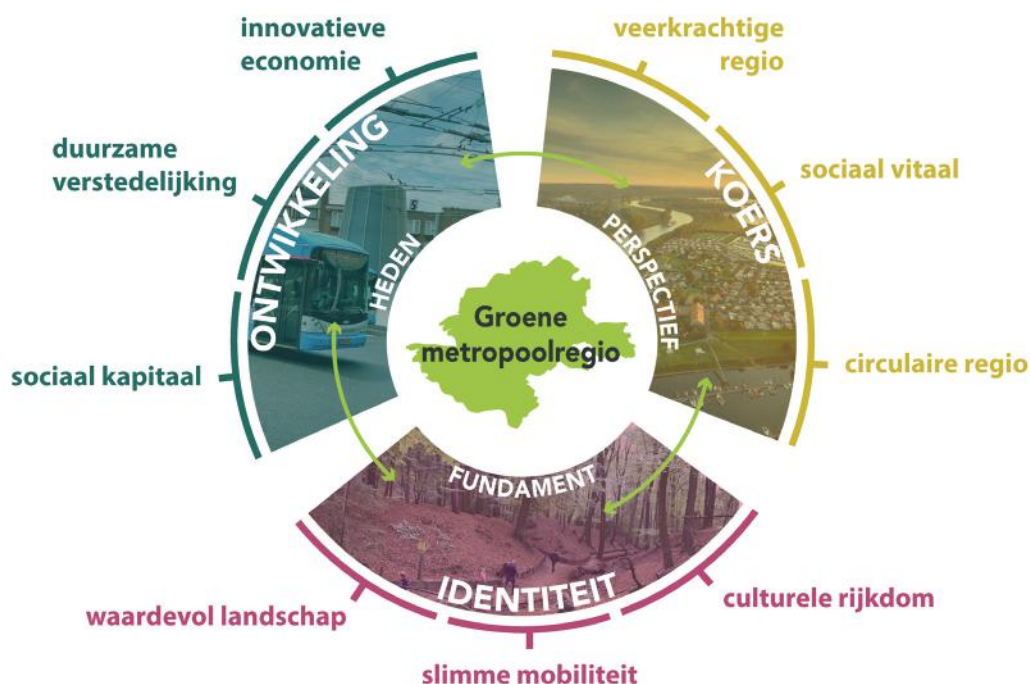 innovatieve
economie
veerkrachtige
regio
duurzame
verstedelijking
sociaal vitaal
ONTWIKKELING
HEDEN
KOERS
PERSPECTIEF
Groene
metropoolregio
sociaal kapitaal
circulaire regio
FUNDAMENT
IDENTITEIT
waardevol landschap
culturele rijkdom
slimme mobiliteit
5